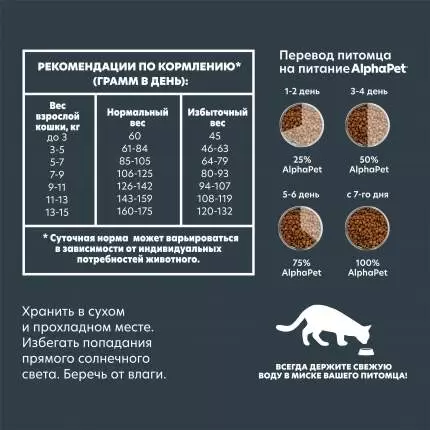 РЕКОМЕНДАЦИИ ПО КОРМЛЕНИЮ*
(ГРАММ В ДЕНЬ):
Вес взрослой кошки, кг Нормальный вес Избыточный вес
до 3 60 45
3-5 61-84 46-63
5-7 85-105 64-79
7-9 106-125 80-93
9-11 126-142 94-107
11-13 143-159 108-119
13-15 160-175 120-132
* Суточная норма может варьироваться
в зависимости от индивидуальных
потребностей животного.
Перевод питомца
на питание AlphaPet®
1-2 день 3-4 день
25% AlphaPet 50% AlphaPet
5-6 день с 7-го дня
75% AlphaPet 100% AlphaPet
Хранить в сухом
и прохладном месте.
Избегать попадания
прямого солнечного
света. Беречь от влаги.
ВСЕГДА ДЕРЖИТЕ СВЕЖУЮ
ВОДУ В МИСКЕ ВАШЕГО ПИТОМЦА!